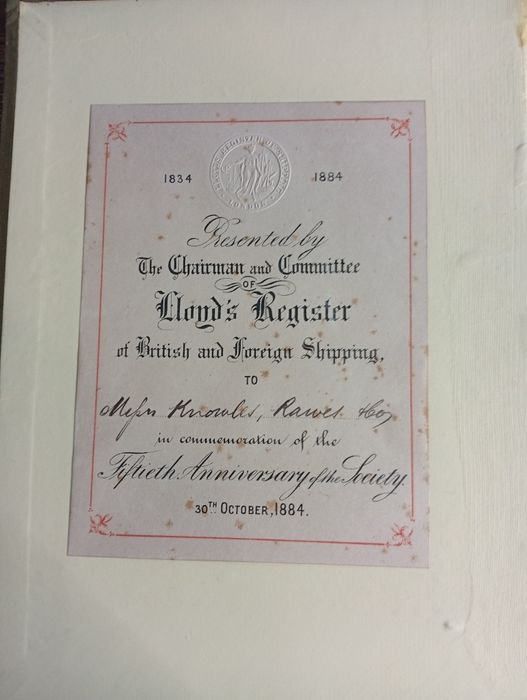 1834 1884
Presented by
The Chairman and Committee
OF
Lloyd's Register
of British and Foreign Shipping,
TO
Messrs Knowles, Rawes & Co,
in commemoration of the
Fiftieth Anniversary of the Society.
30TH OCTOBER, 1884.